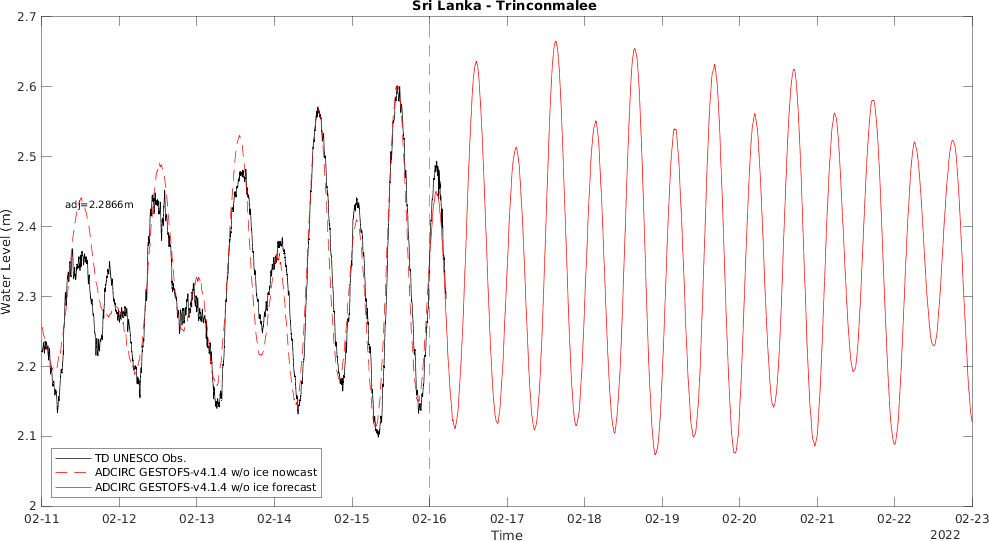 Sri Lanka - Trinconmalee
2.7
2.6
2.5
2.4
2.3
2.2
2.1
2
Water Level (m)
adj=2.2866m
TD UNESCO Obs.
ADCIRC GESTOFS-v4.1.4 w/o ice nowcast
ADCIRC GESTOFS-v4.1.4 w/o ice forecast
02-11 02-12 02-13 02-14 02-15 02-16 02-17 02-18 02-19 02-20 02-21 02-22 02-23
Time
2022